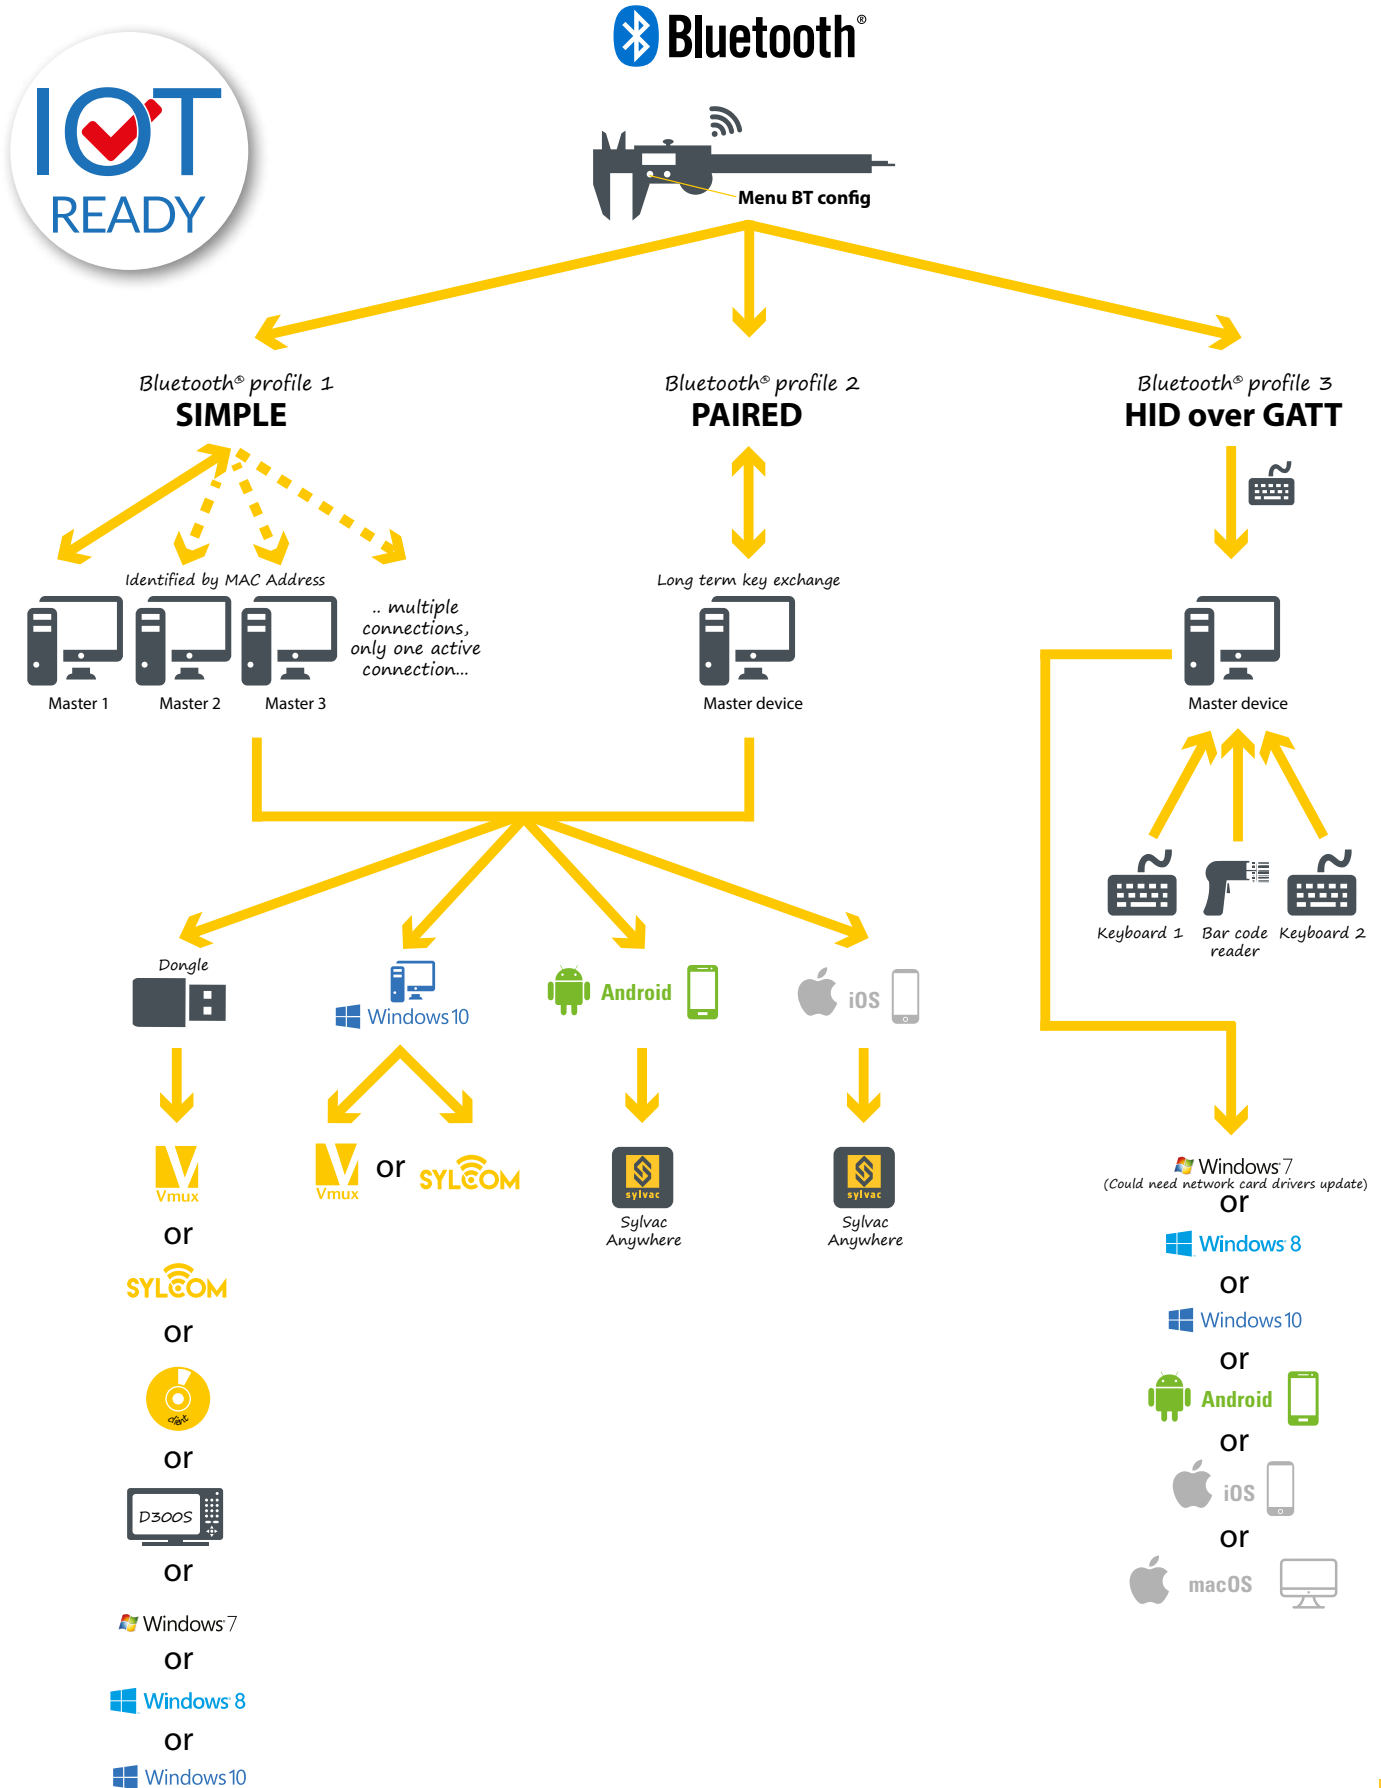 Bluetooth®
IOT
READY
Menu BT config
Bluetooth® profile 1
SIMPLE
Bluetooth® profile 2
PAIRED
Bluetooth® profile 3
HID over GATT
Identified by MAC Address
.. multiple
connections,
only one active
connection...
Master 1
Master 2
Master 3
Long term key exchange
Master device
Master device
Keyboard 1
Bar code
reader
Keyboard 2
Dongle
Windows 10
Android
iOS
Vmux
or
SYLCOM
or
client
or
D300S
or
Windows 7
or
Windows 8
or
Windows 10
Vmux
or
SYLCOM
sylvac
Sylvac
Anywhere
sylvac
Sylvac
Anywhere
Windows 7
(Could need network card drivers update)
or
Windows 8
or
Windows 10
or
Android
or
iOS
or
macOS